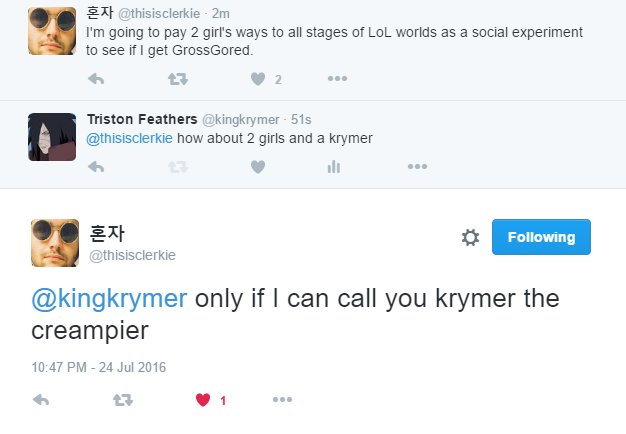 혼자 @thisisclerkie · 2m
I'm going to pay 2 girl's ways to all stages of LoL worlds as a social experiment
to see if I get GrossGored.
2
Triston Feathers @kingkrymer · 51s
@thisisclerkie how about 2 girls and a krymer
혼자
@thisisclerkie
Following
@kingkrymer only if I can call you krymer the
creampier
10:47 PM - 24 Jul 2016
1